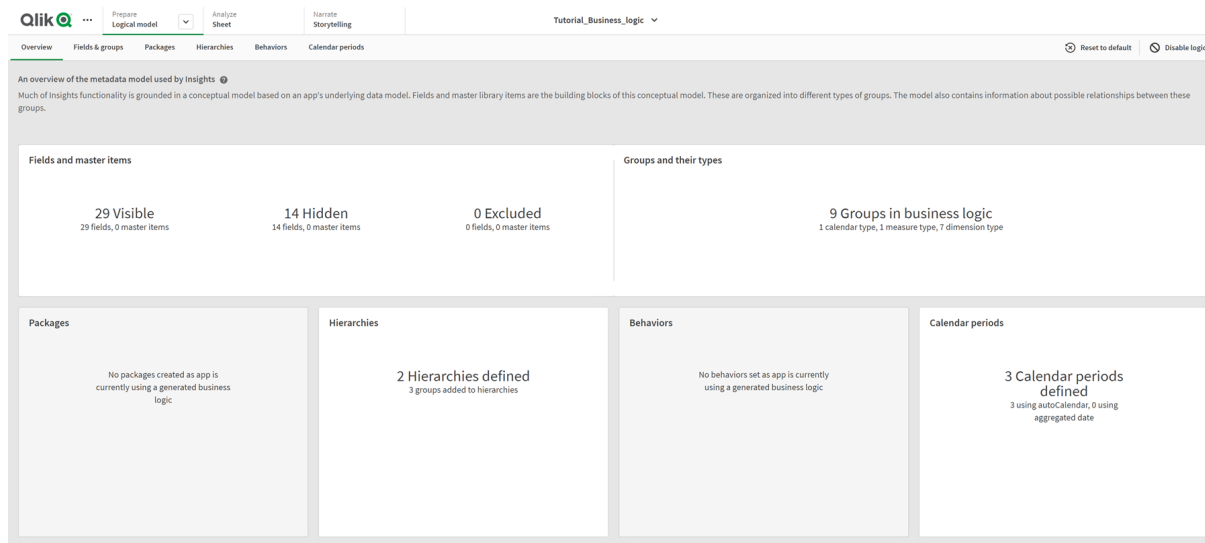 Qlik
Prepare
Logical model
Analyze
Sheet
Narrate
Storytelling
Tutorial_Business_logic
Overview
Fields & groups
Packages
Hierarchies
Behaviors
Calendar periods
Reset to default
Disable logic
An overview of the metadata model used by Insights
Much of Insights functionality is grounded in a conceptual model based on an app's underlying data model. Fields and master library items are the building blocks of this conceptual model. These are organized into different types of groups. The model also contains information about possible relationships between these
groups.
Fields and master items
29 Visible
29 fields, 0 master items
14 Hidden
14 fields, 0 master items
0 Excluded
0 fields, 0 master items
Groups and their types
9 Groups in business logic
1 calendar type, 1 measure type, 7 dimension type
Packages
No packages created as app is
currently using a generated business
logic
Hierarchies
2 Hierarchies defined
3 groups added to hierarchies
Behaviors
No behaviors set as app is currently
using a generated business logic
Calendar periods
3 Calendar periods
defined
3 using autoCalendar, 0 using
aggregated date